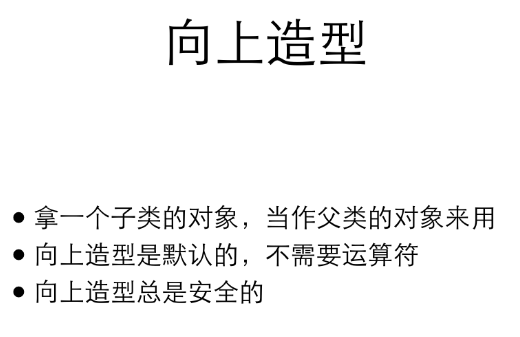 向上造型
• 拿一个子类的对象，当作父类的对象来用
• 向上造型是默认的，不需要运算符
• 向上造型总是安全的